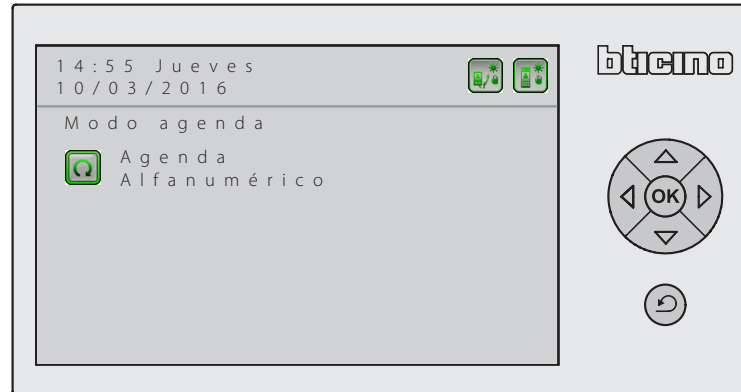 14:55 Jueves
10/03/2016
bticino
Modo agenda
Agenda
Alfanumérico
OK